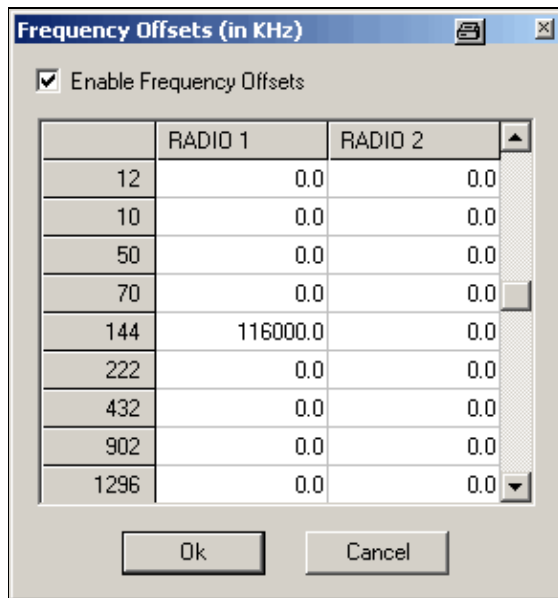 Frequency Offsets (in KHz)
Enable Frequency Offsets
RADIO 1 RADIO 2
12 0.0 0.0
10 0.0 0.0
50 0.0 0.0
70 0.0 0.0
144 116000.0 0.0
222 0.0 0.0
432 0.0 0.0
902 0.0 0.0
1296 0.0 0.0
Ok Cancel